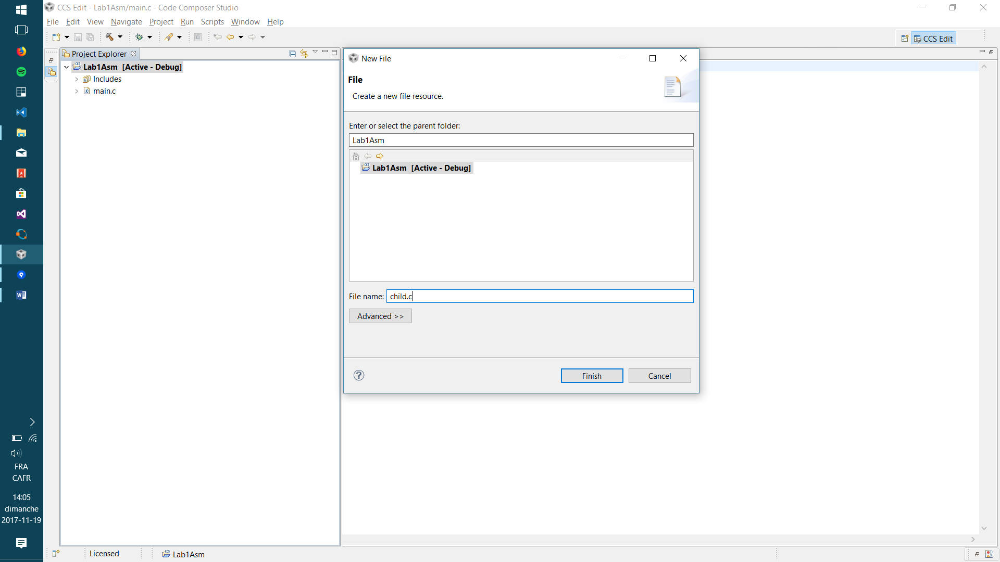 CCS Edit - Lab1Asm/main.c - Code Composer Studio
File Edit View Navigate Project Run Scripts Window Help
CCS Edit
Project Explorer
Lab1Asm [Active - Debug]
Includes
main.c
New File
File
Create a new file resource.
Enter or select the parent folder:
Lab1Asm
Lab1Asm [Active - Debug]
File name: child.c
Advanced >>
Finish Cancel
FRA
CAFR
14:05
dimanche
2017-11-19
Licensed
Lab1Asm